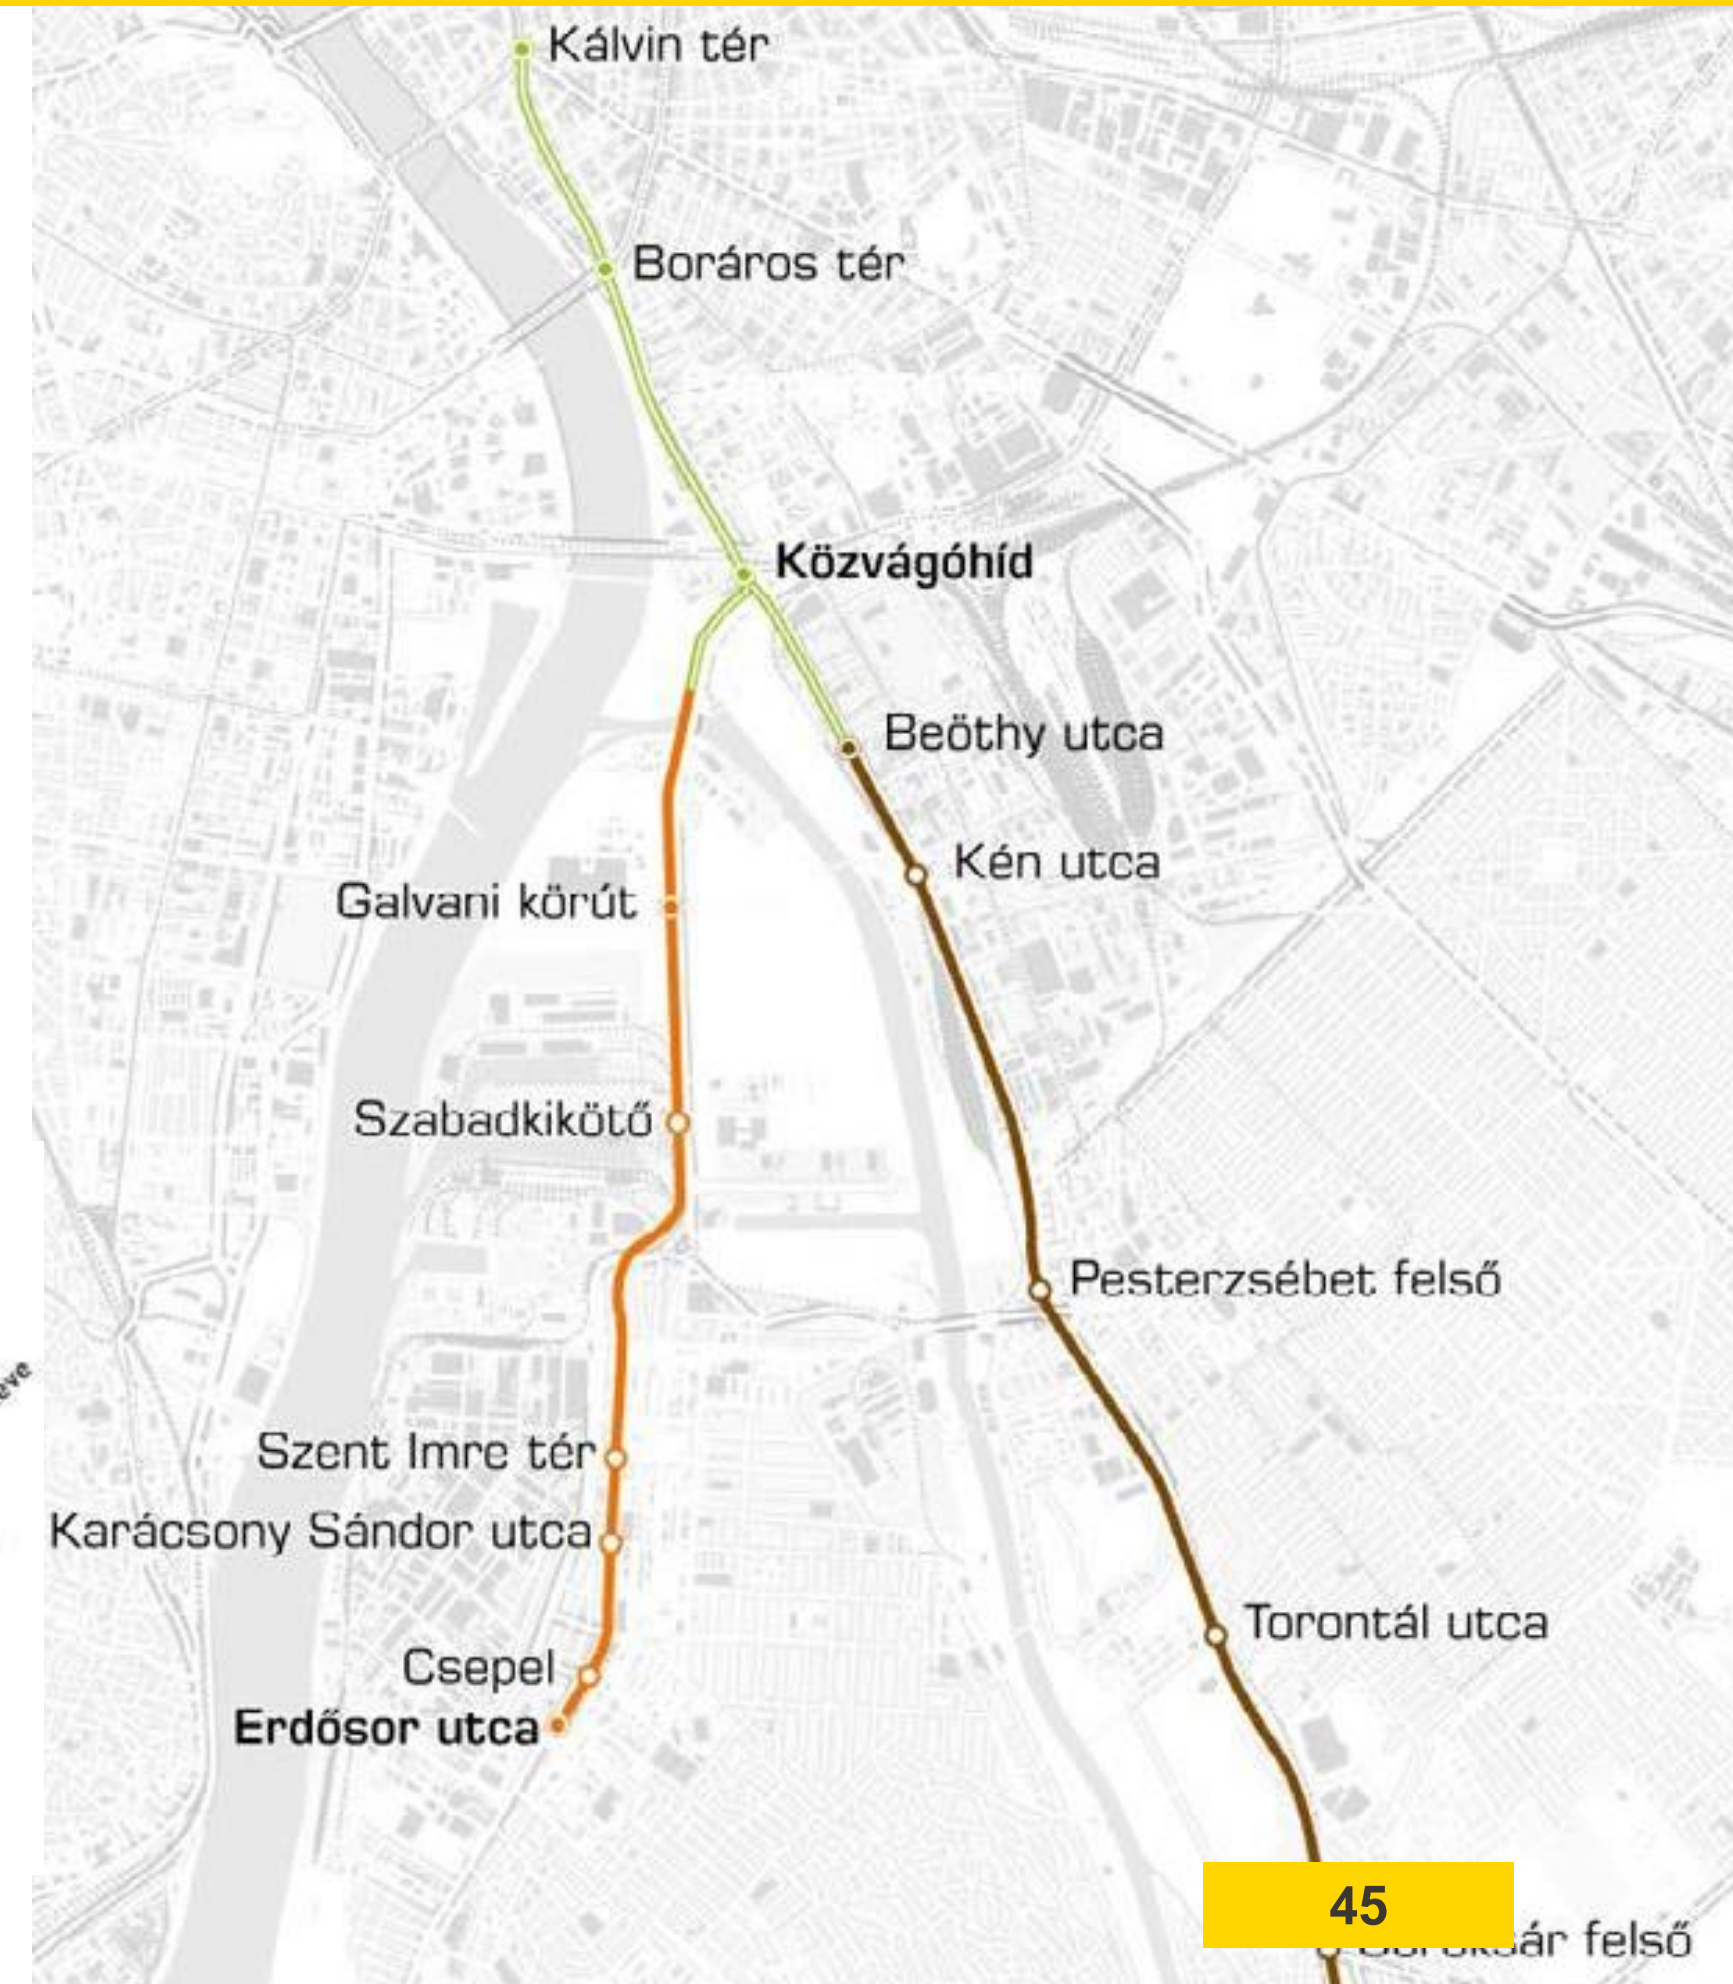 Kálvin tér
Boráros tér
Közvágóhíd
Beöthy utca
Kén utca
Galvani körút
Szabadkikötő
Pesterzsébet felső
Szent Imre tér
Karácsony Sándor utca
Torontál utca
Csepel
Erdősor utca
45
felső